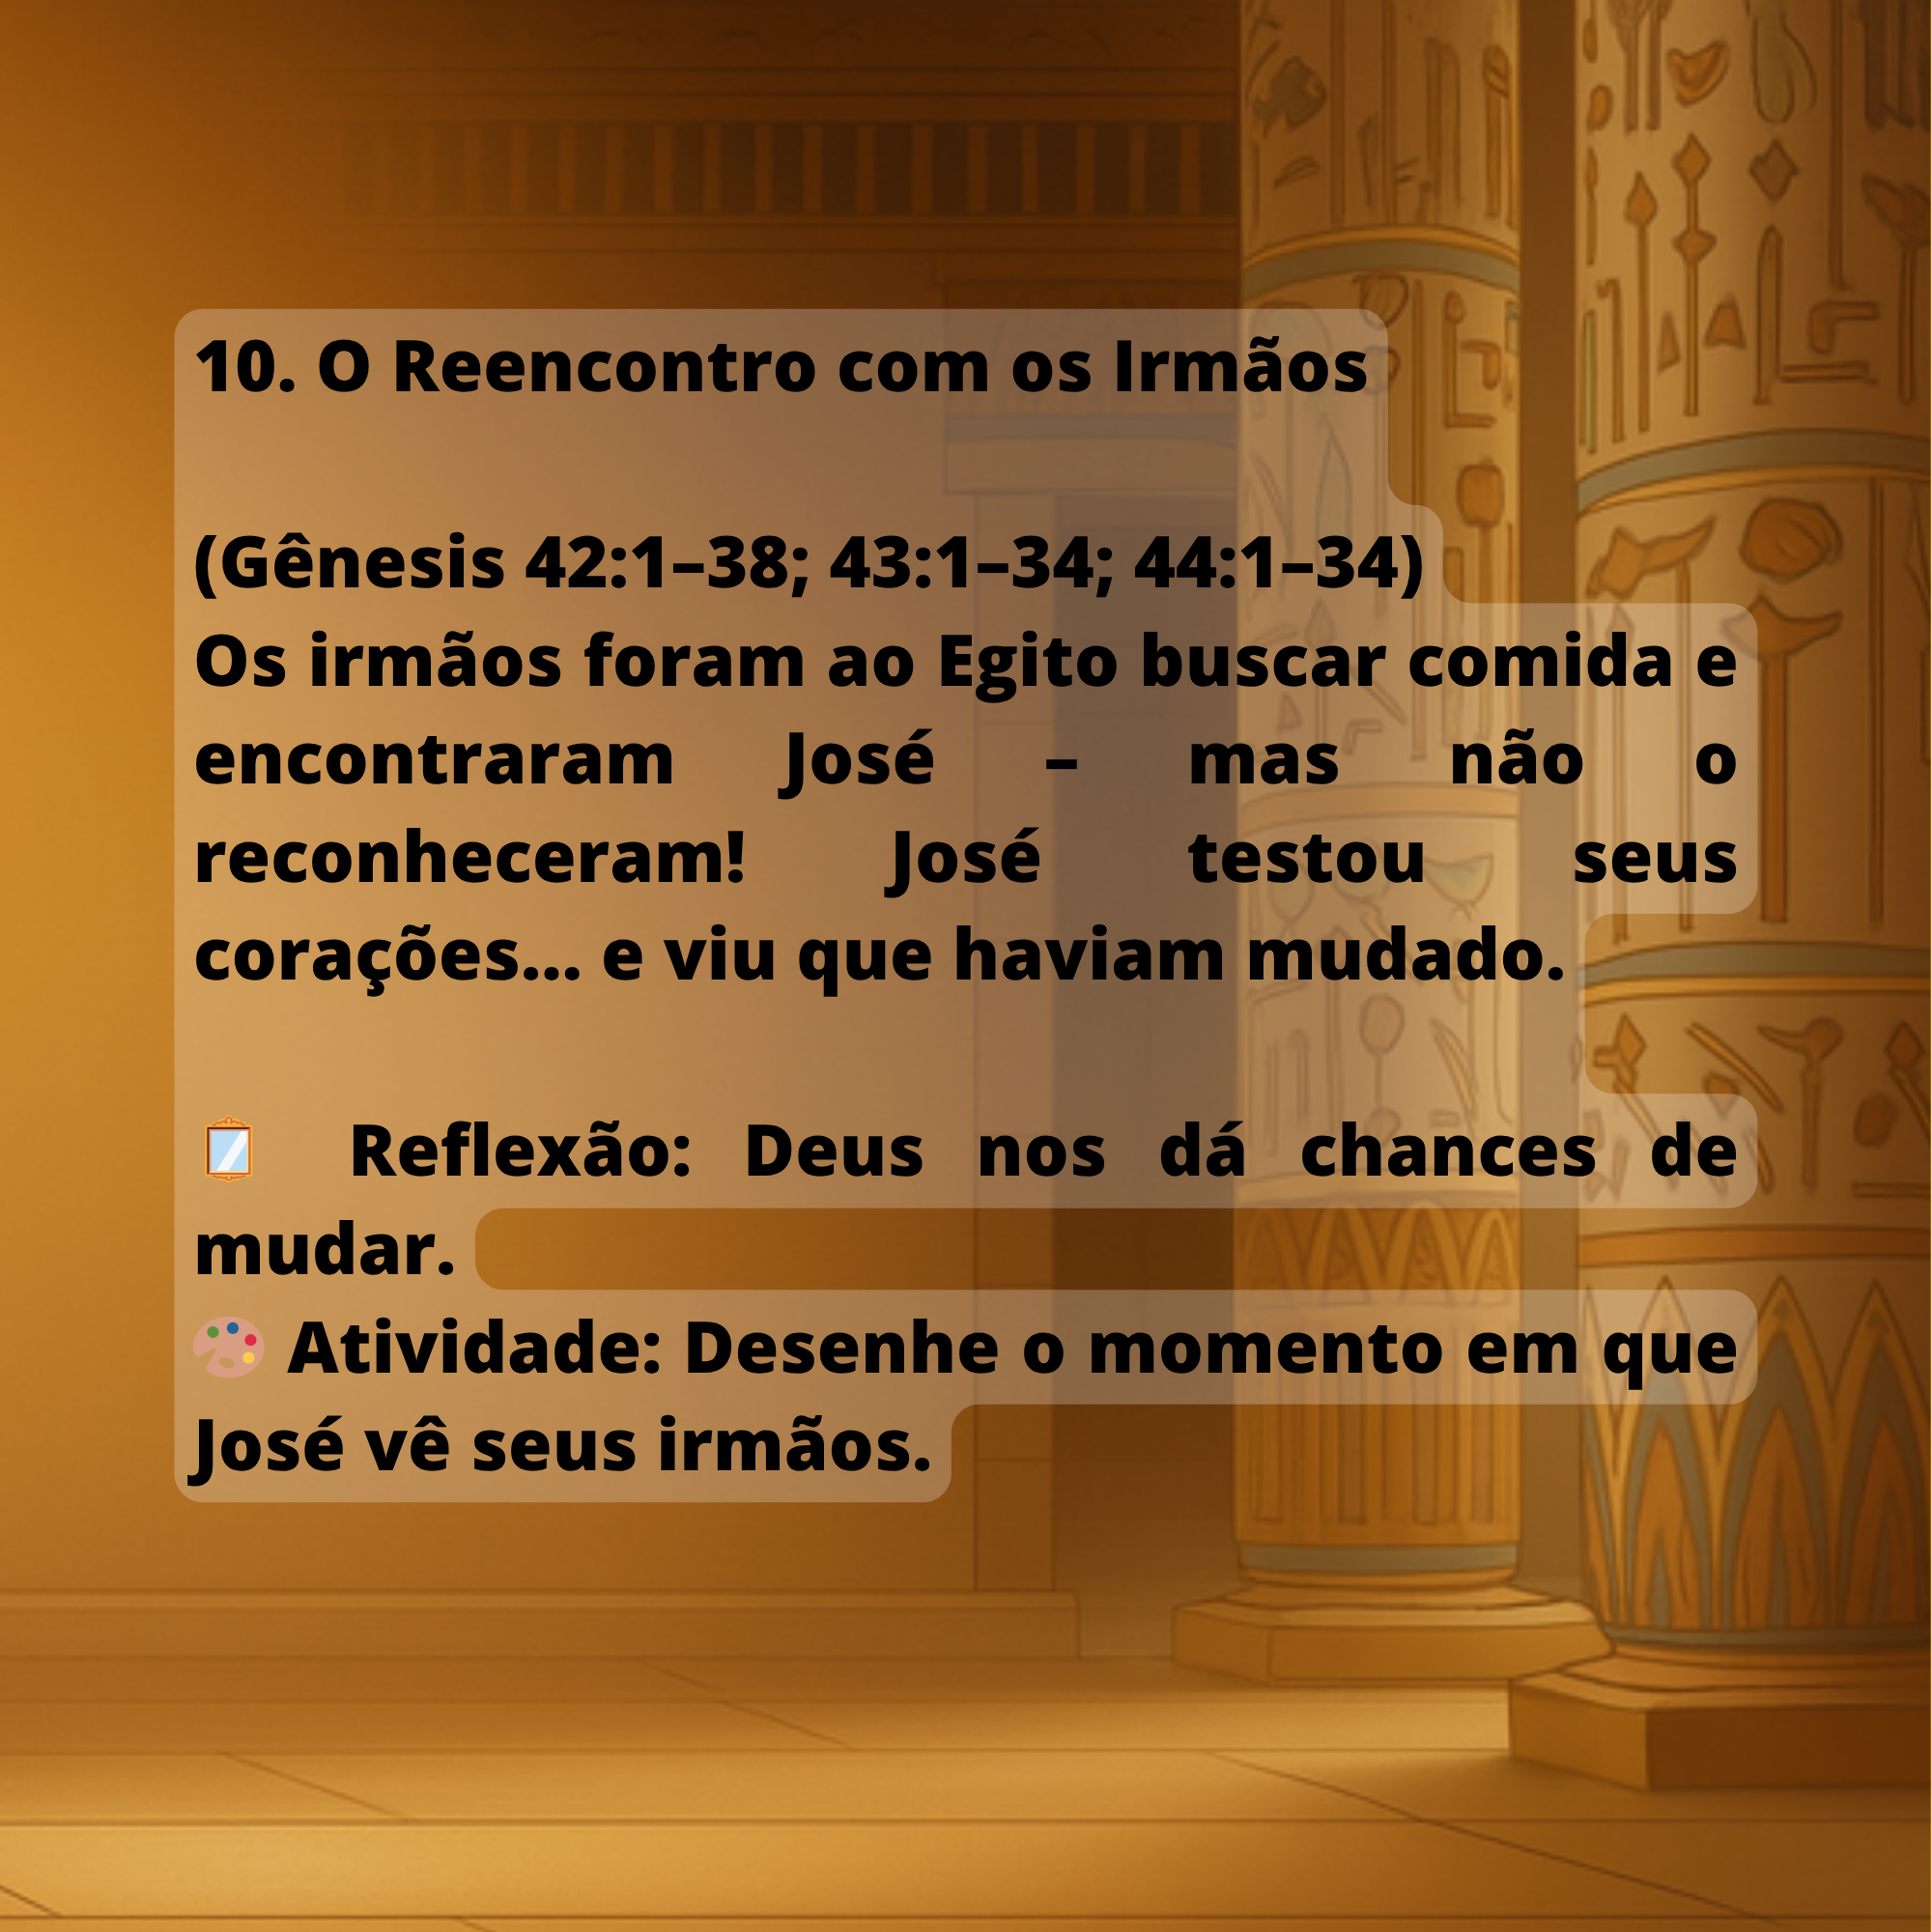 10. O Reencontro com os Irmãos
(Gênesis 42:1–38; 43:1–34; 44:1–34)
Os irmãos foram ao Egito buscar comida e
encontraram José – mas não o
reconheceram! José testou seus
corações... e viu que haviam mudado.
🪞 Reflexão: Deus nos dá chances de
mudar.
🎨 Atividade: Desenhe o momento em que
José vê seus irmãos.